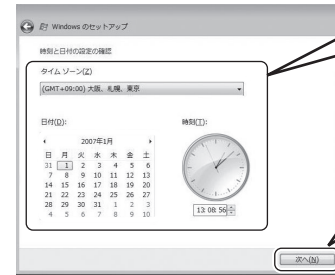 Windows のセットアップ
時刻と日付の設定の確認
タイム ゾーン(Z)
(GMT+09:00) 大阪、札幌、東京
日付(D):
時刻(T):
2007年1月
日 月 火 水 木 金 土
31 1 2 3 4 5 6
7 8 9 10 11 12 13
14 15 16 17 18 19 20
21 22 23 24 25 26 27
28 29 30 31 1 2 3
4 5 6 7 8 9 10
13:08:56
次へ(N)